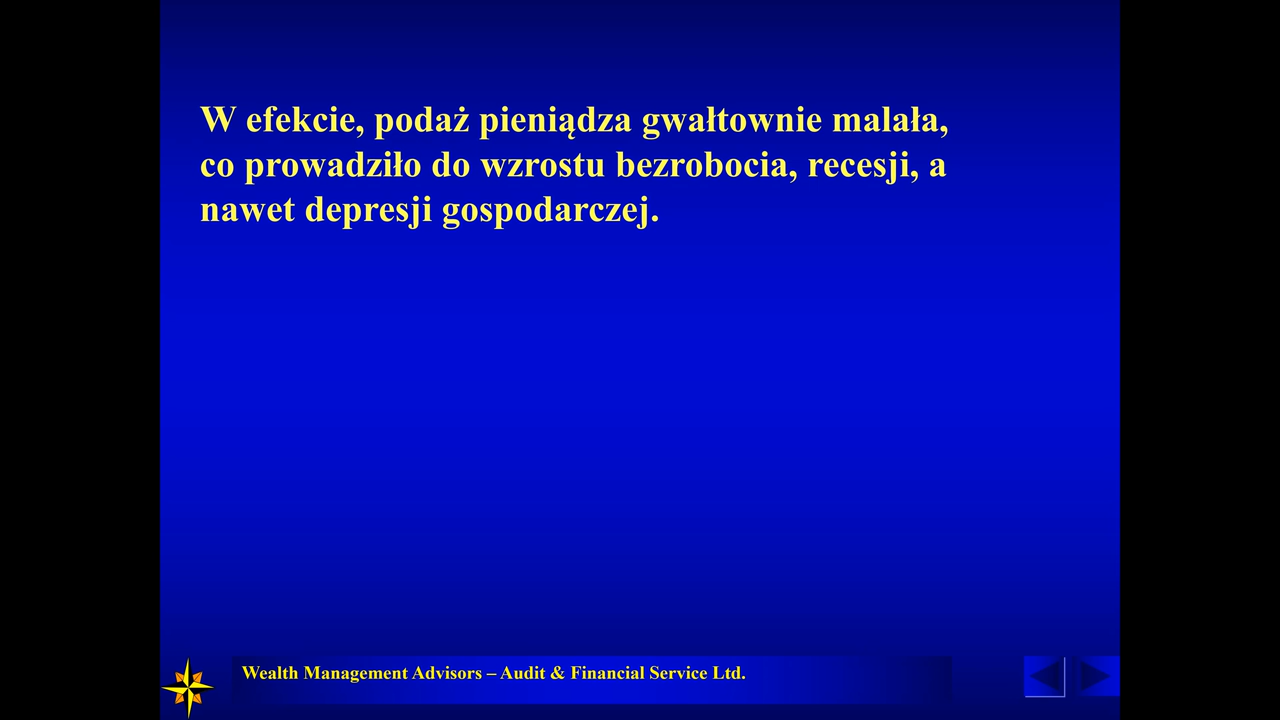 W efekcie, podaż pieniądza gwałtownie malała,
co prowadziło do wzrostu bezrobocia, recesji, a
nawet depresji gospodarczej.
Wealth Management Advisors – Audit & Financial Service Ltd.